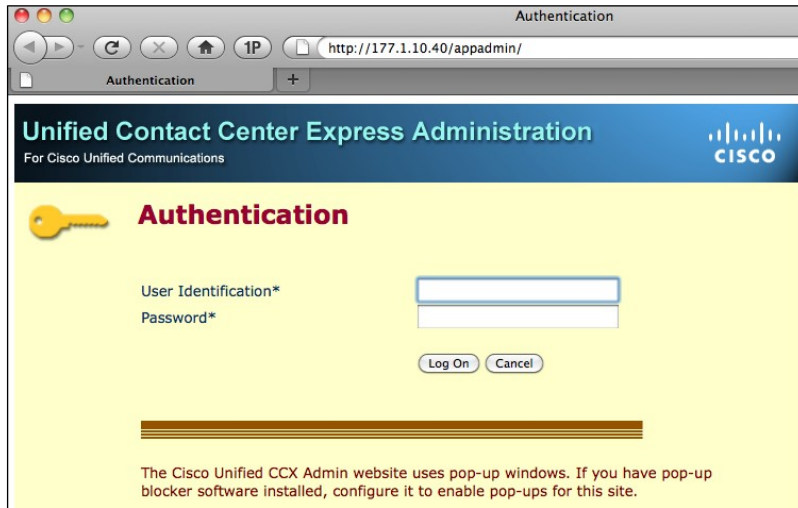 Authentication
1P
http://177.1.10.40/appadmin/
Authentication
+
Unified Contact Center Express Administration
For Cisco Unified Communications
CISCO
Authentication
User Identification*
Password*
Log On
Cancel
The Cisco Unified CCX Admin website uses pop-up windows. If you have pop-up
blocker software installed, configure it to enable pop-ups for this site.